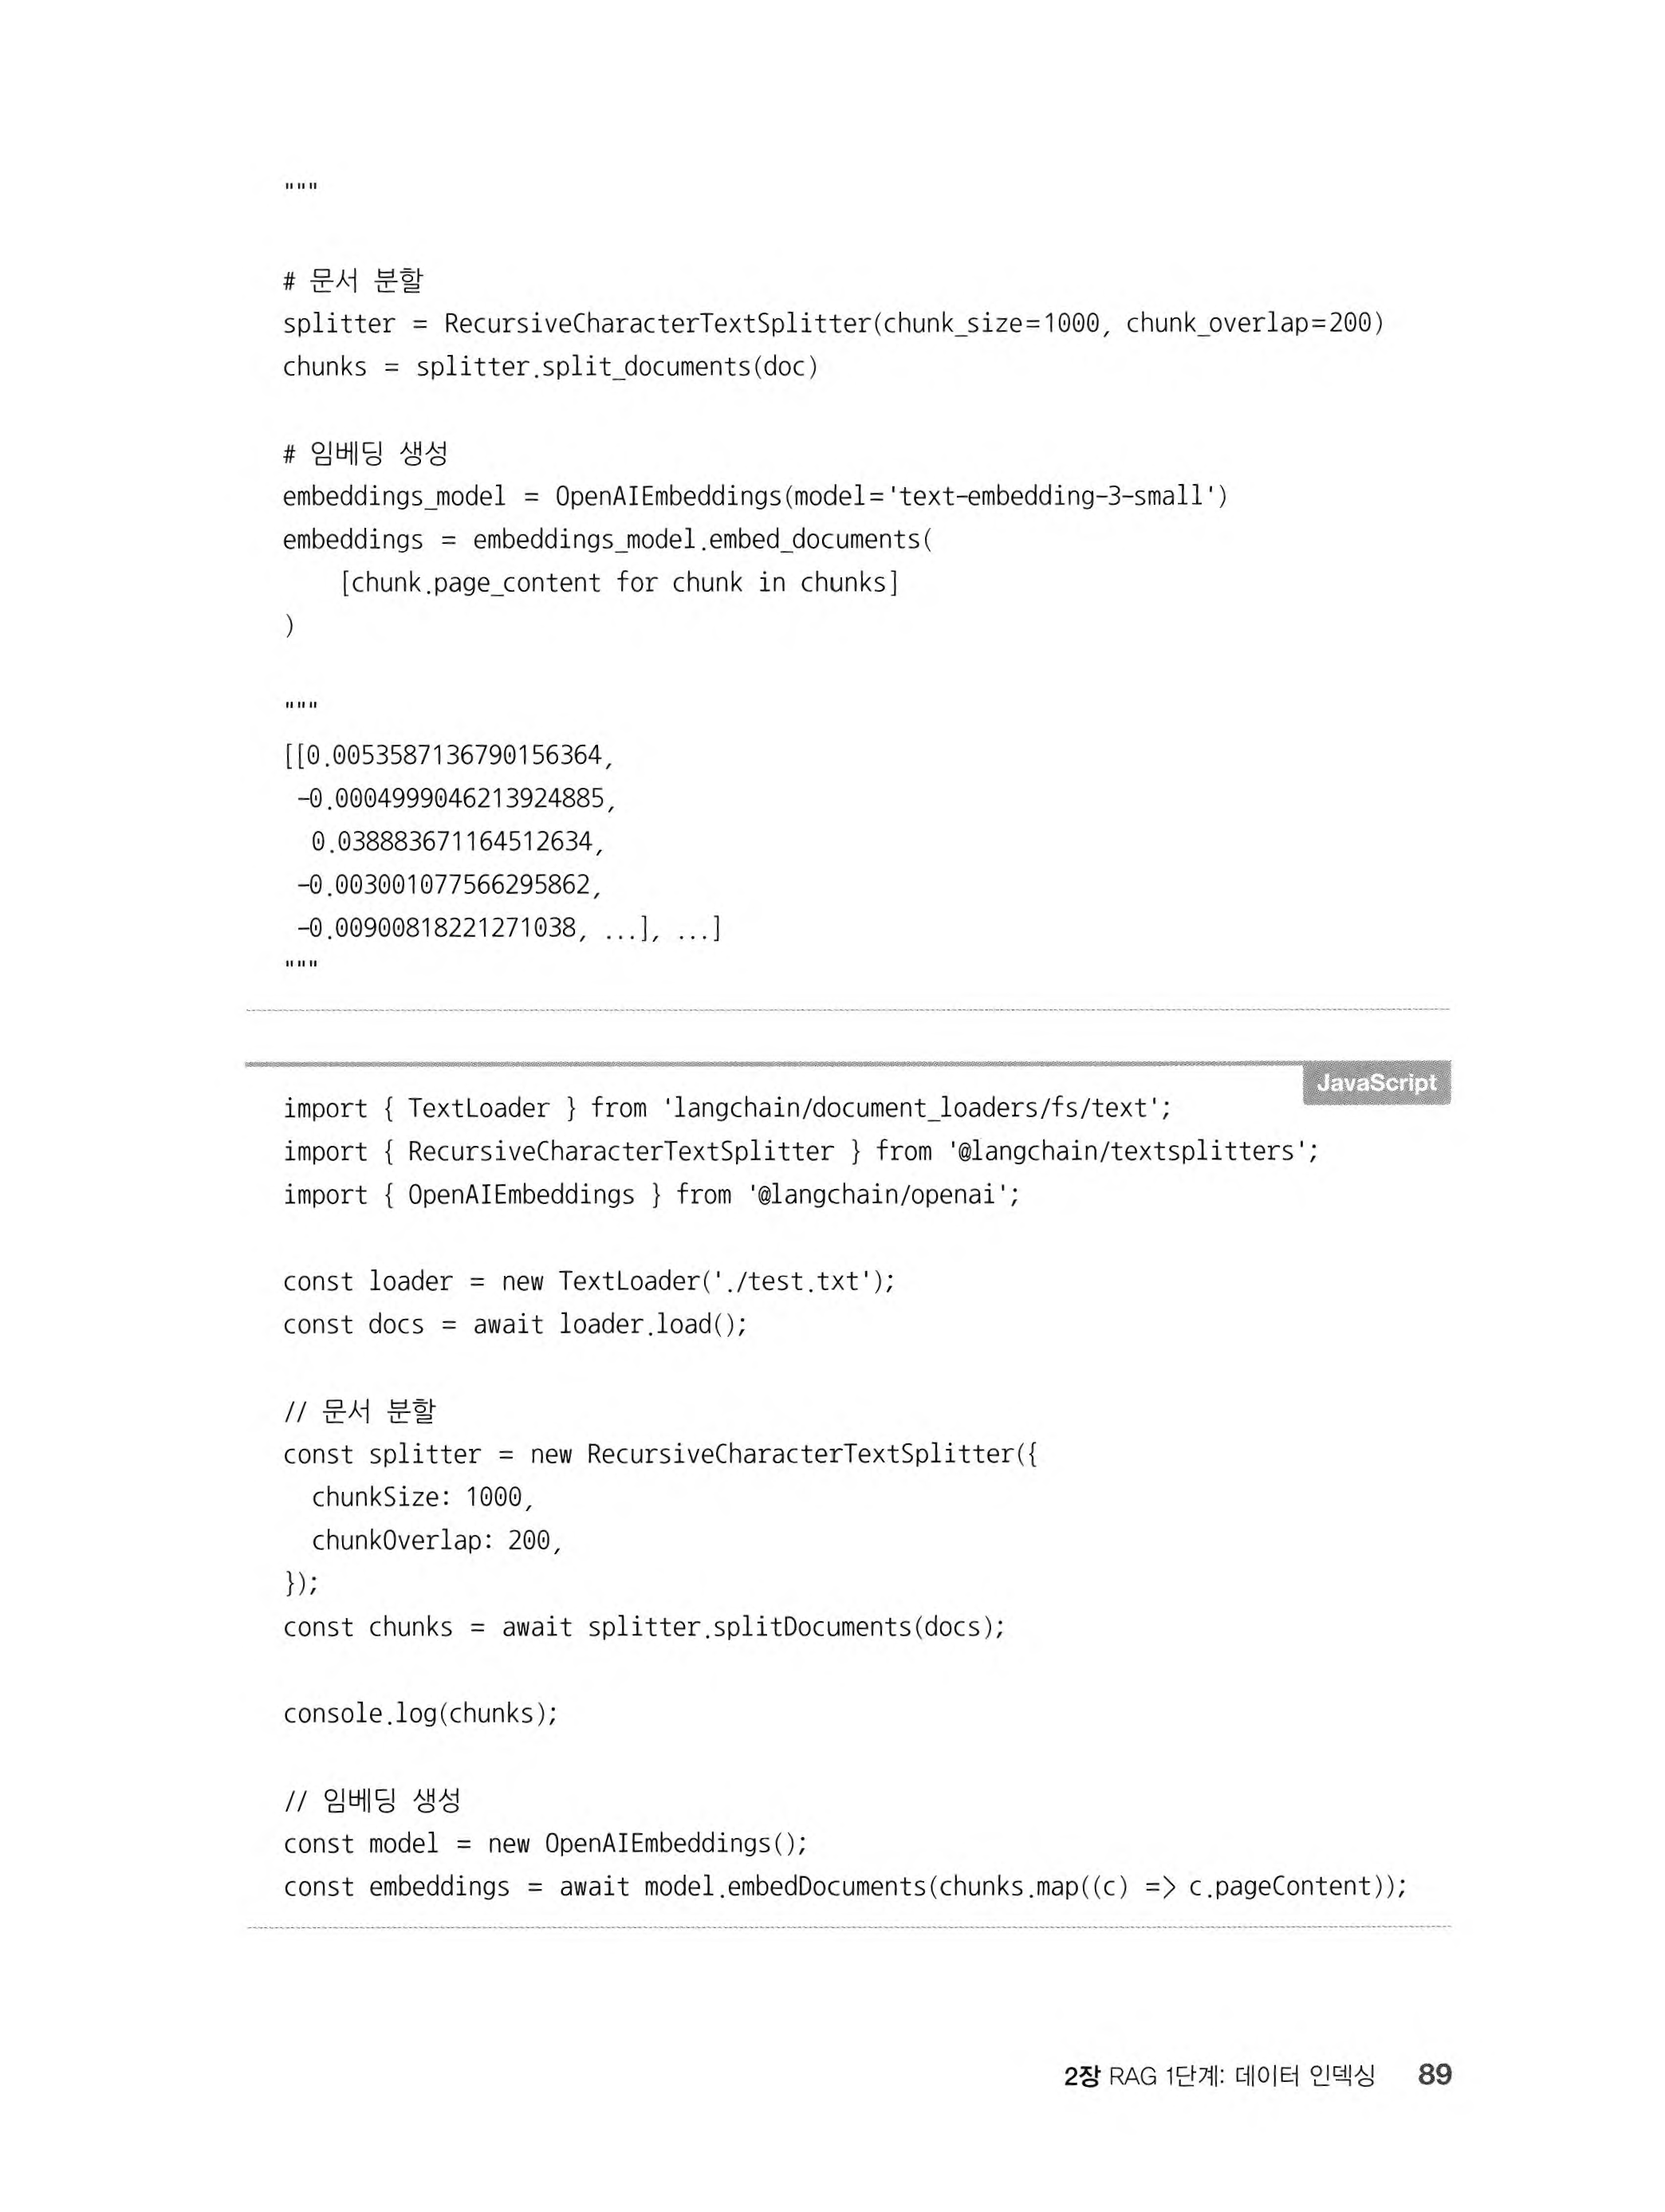 """

# 문서 분할
splitter = RecursiveCharacterTextSplitter(chunk_size=1000, chunk_overlap=200)
chunks = splitter.split_documents(doc)

# 임베딩 생성
embeddings_model = OpenAIEmbeddings(model='text-embedding-3-small')
embeddings = embeddings_model.embed_documents(
    [chunk.page_content for chunk in chunks]
)

"""
[[0.0053587136790156364,
 -0.0004999046213924885,
  0.038883671164512634,
 -0.003001077566295862,
 -0.00900818221271038, ...], ...]
"""

JavaScript
import { TextLoader } from 'langchain/document_loaders/fs/text';
import { RecursiveCharacterTextSplitter } from '@langchain/textsplitters';
import { OpenAIEmbeddings } from '@langchain/openai';

const loader = new TextLoader('./test.txt');
const docs = await loader.load();

// 문서 분할
const splitter = new RecursiveCharacterTextSplitter({
  chunkSize: 1000,
  chunkOverlap: 200,
});
const chunks = await splitter.splitDocuments(docs);

console.log(chunks);

// 임베딩 생성
const model = new OpenAIEmbeddings();
const embeddings = await model.embedDocuments(chunks.map((c) => c.pageContent));

2장 RAG 1단계: 데이터 인덱싱 89